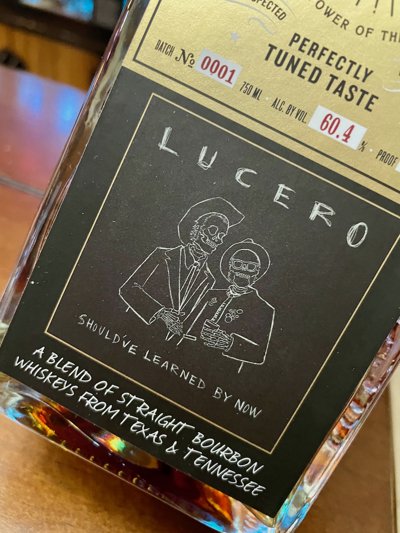 OWER OF THE
PERFECTLY
TUNED TASTE
BATCH № 0001 750 ML ALC. BY VOL. 60.4 % PROOF
LUCERO
SHOULD'VE LEARNED BY NOW
A BLEND OF STRAIGHT BOURBON
WHISKEYS FROM TEXAS & TENNESSEE